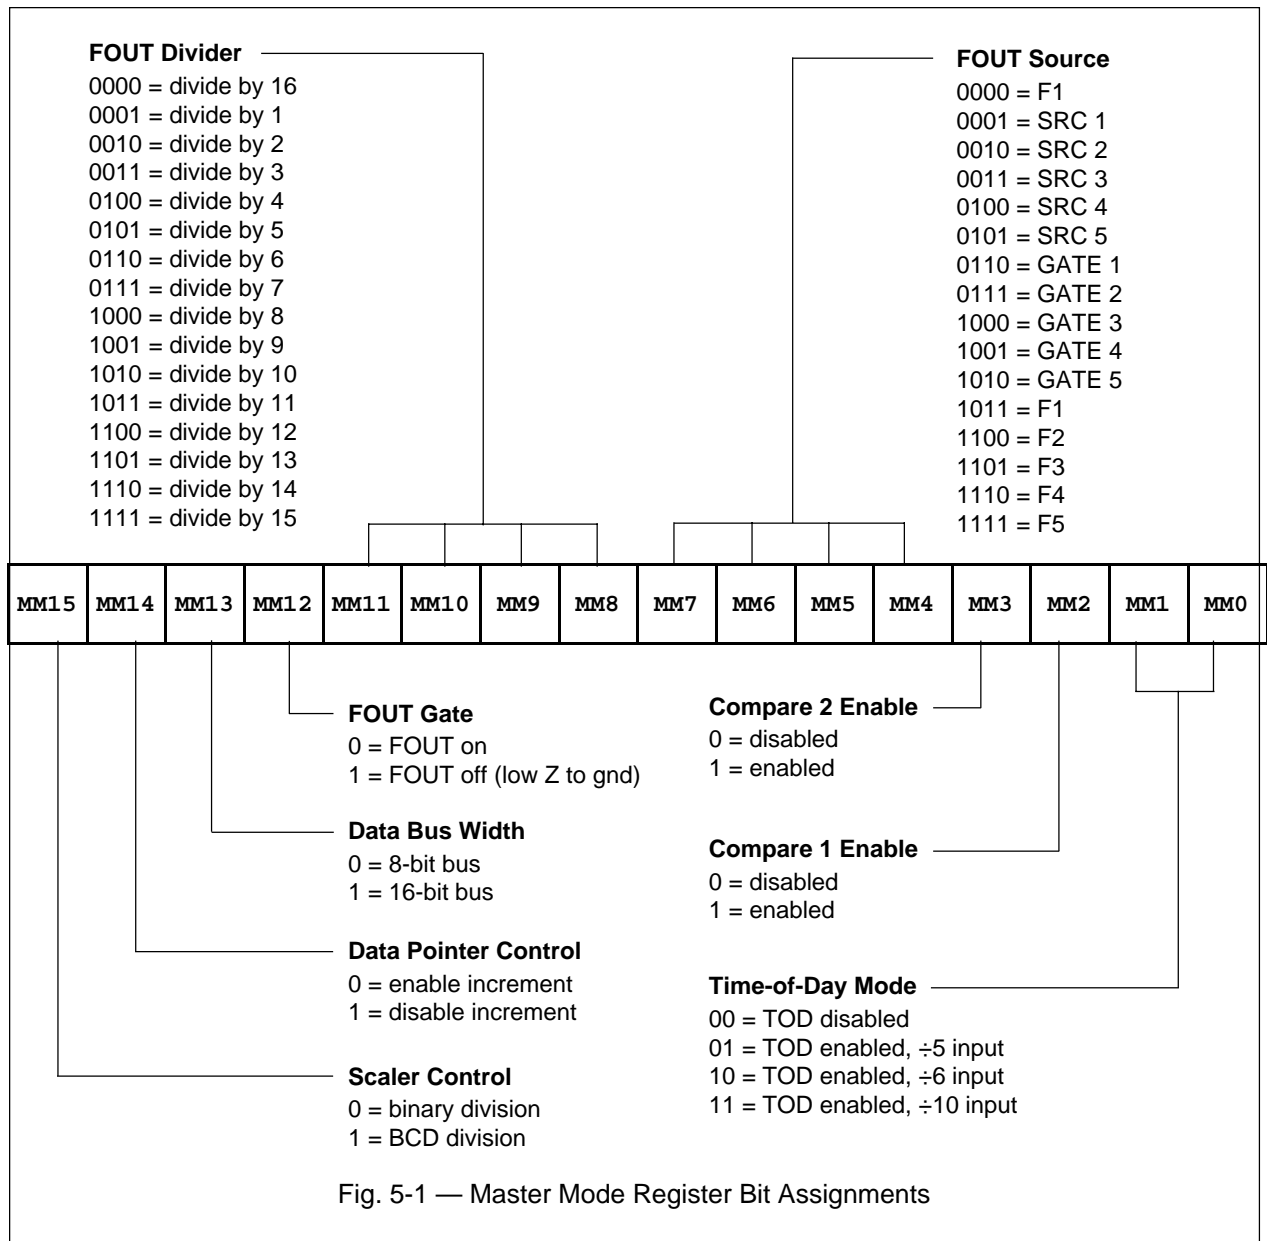 FOUT Divider
0000 = divide by 16
0001 = divide by 1
0010 = divide by 2
0011 = divide by 3
0100 = divide by 4
0101 = divide by 5
0110 = divide by 6
0111 = divide by 7
1000 = divide by 8
1001 = divide by 9
1010 = divide by 10
1011 = divide by 11
1100 = divide by 12
1101 = divide by 13
1110 = divide by 14
1111 = divide by 15
FOUT Source
0000 = F1
0001 = SRC 1
0010 = SRC 2
0011 = SRC 3
0100 = SRC 4
0101 = SRC 5
0110 = GATE 1
0111 = GATE 2
1000 = GATE 3
1001 = GATE 4
1010 = GATE 5
1011 = F1
1100 = F2
1101 = F3
1110 = F4
1111 = F5
MM15 MM14 MM13 MM12 MM11 MM10 MM9 MM8 MM7 MM6 MM5 MM4 MM3 MM2 MM1 MM0
FOUT Gate
0 = FOUT on
1 = FOUT off (low Z to gnd)
Data Bus Width
0 = 8-bit bus
1 = 16-bit bus
Data Pointer Control
0 = enable increment
1 = disable increment
Scaler Control
0 = binary division
1 = BCD division
Compare 2 Enable
0 = disabled
1 = enabled
Compare 1 Enable
0 = disabled
1 = enabled
Time-of-Day Mode
00 = TOD disabled
01 = TOD enabled, ÷5 input
10 = TOD enabled, ÷6 input
11 = TOD enabled, ÷10 input
Fig. 5-1 — Master Mode Register Bit Assignments